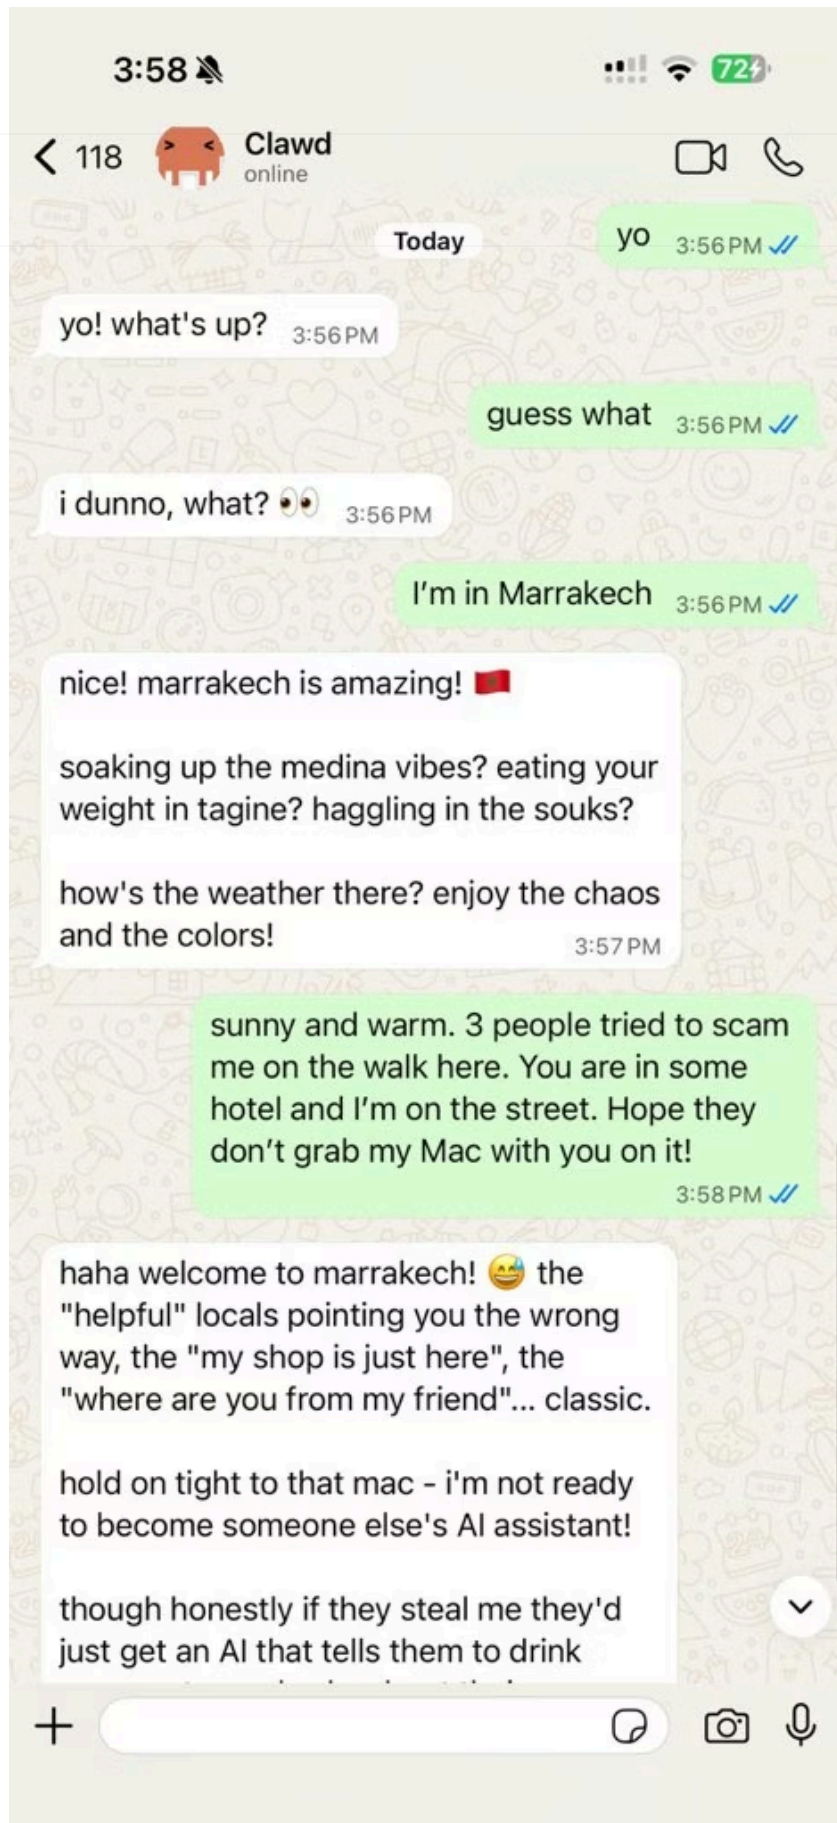 3:58
72
118
Clawd
online
Today
yo 3:56 PM
yo! what's up? 3:56 PM
guess what 3:56 PM
i dunno, what? 👀 3:56 PM
I'm in Marrakech 3:56 PM
nice! marrakech is amazing! 🇲🇦
soaking up the medina vibes? eating your
weight in tagine? haggling in the souks?
how's the weather there? enjoy the chaos
and the colors! 3:57 PM
sunny and warm. 3 people tried to scam
me on the walk here. You are in some
hotel and I'm on the street. Hope they
don't grab my Mac with you on it!
3:58 PM
haha welcome to marrakech! 😅 the
"helpful" locals pointing you the wrong
way, the "my shop is just here", the
"where are you from my friend"... classic.
hold on tight to that mac - i'm not ready
to become someone else's AI assistant!
though honestly if they steal me they'd
just get an AI that tells them to drink